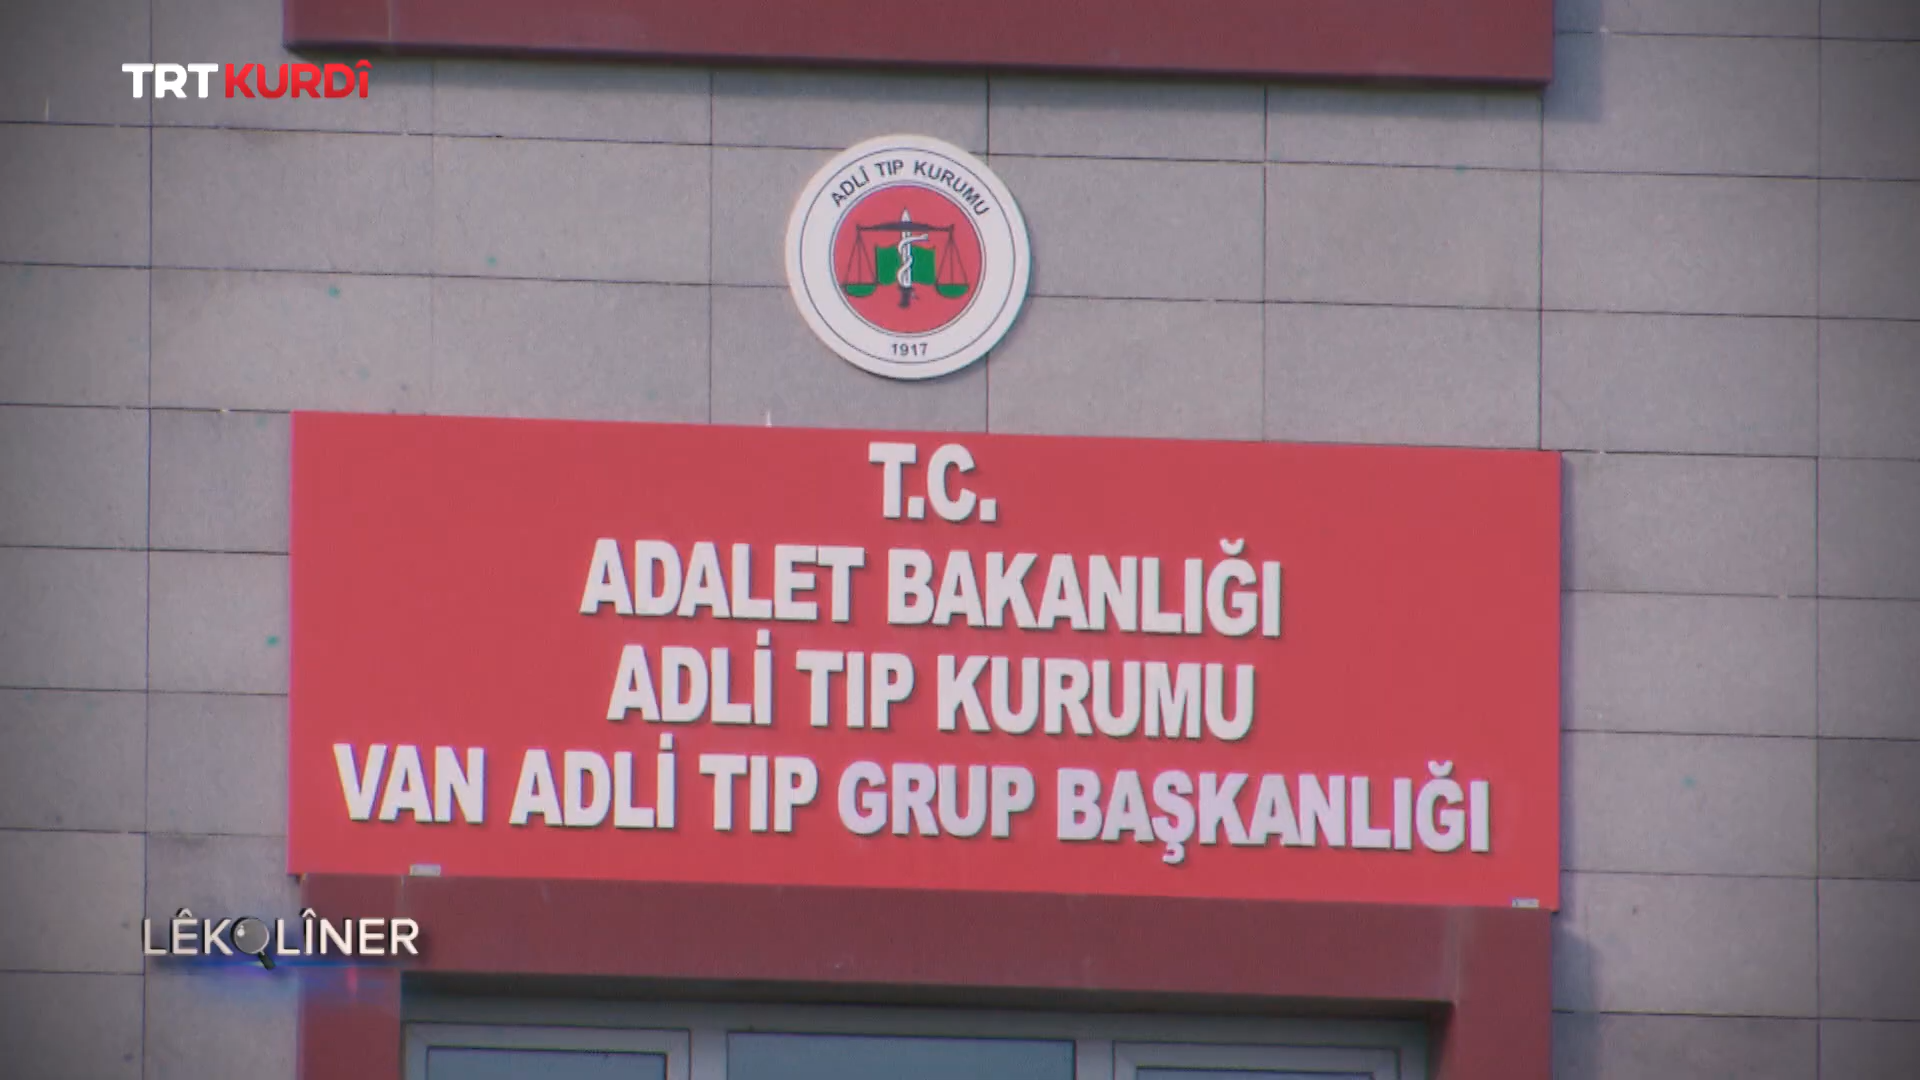 TRT KURDÎ
ADLİ TIP KURUMU
1917
T.C.
ADALET BAKANLIĞI
ADLİ TIP KURUMU
VAN ADLİ TIP GRUP BAŞKANLIĞI
LÊKOLÎNER